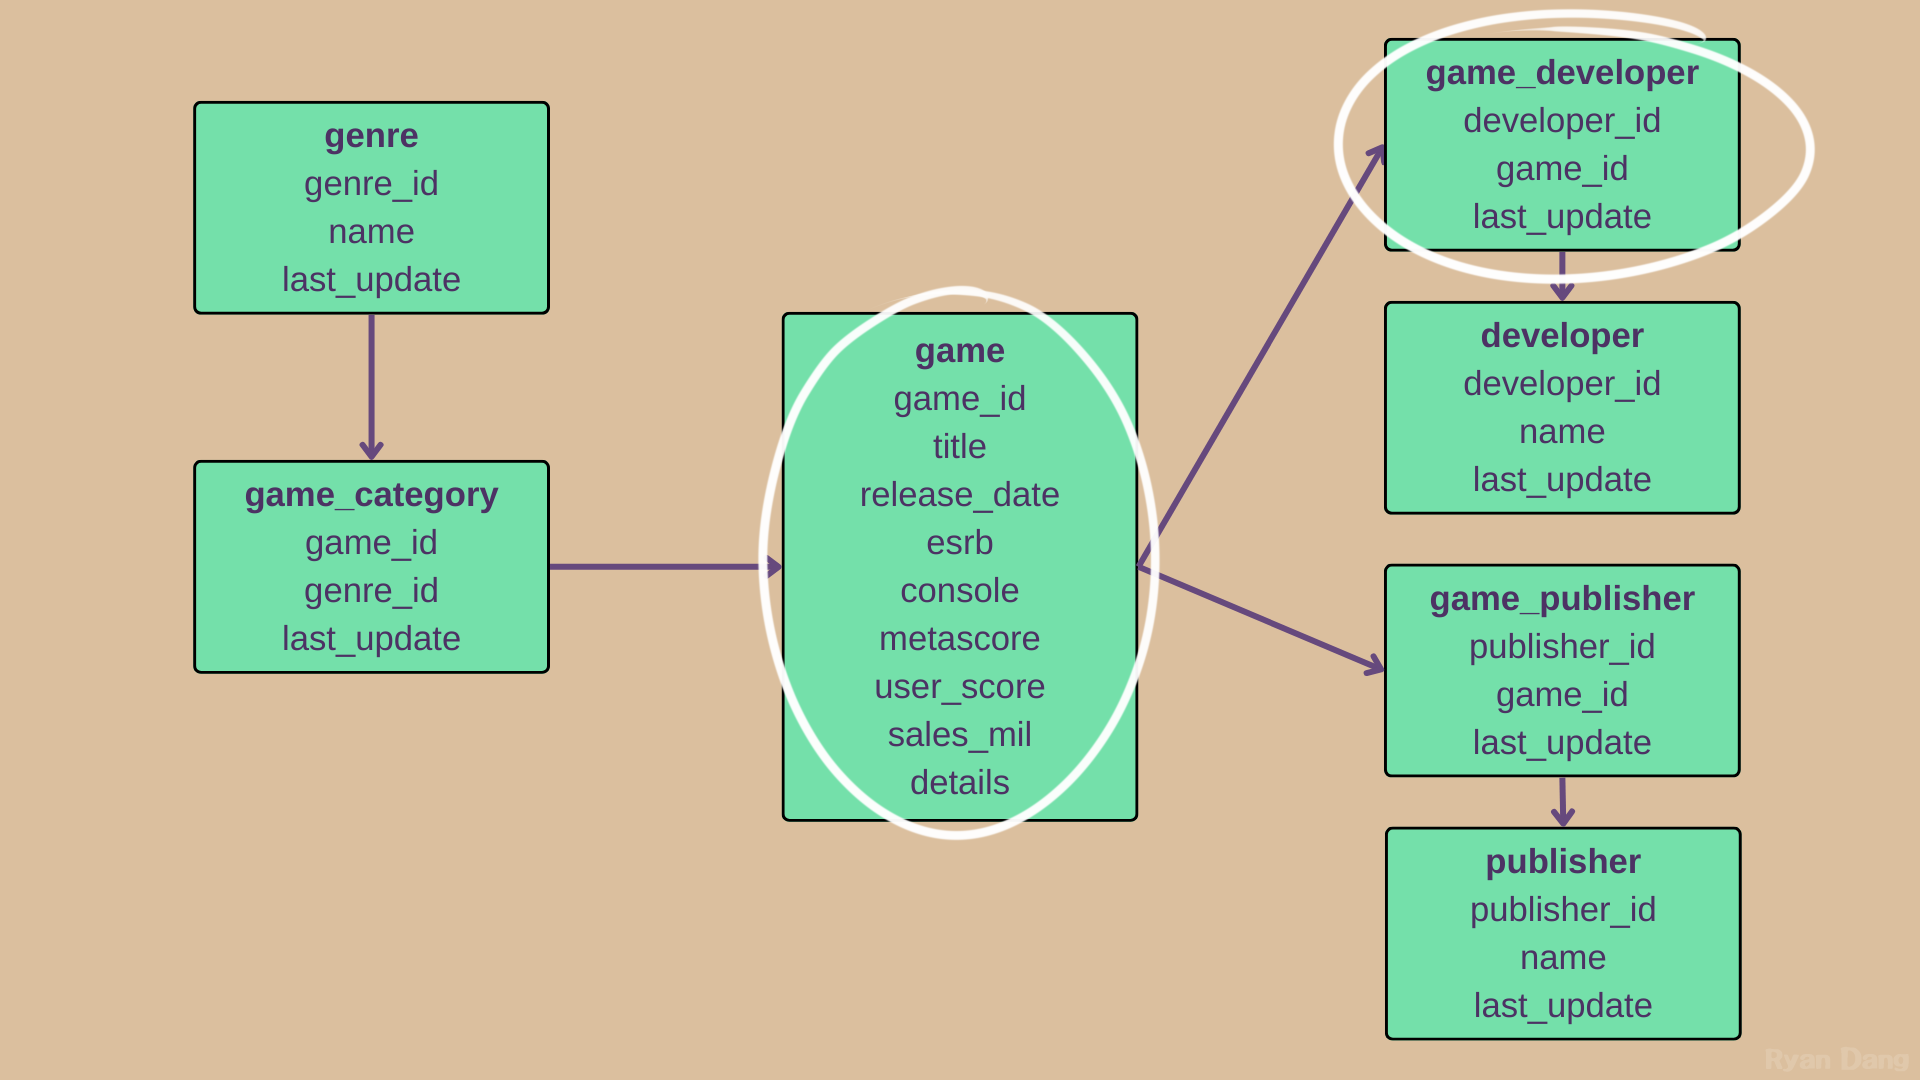 genre
genre_id
name
last_update
game_category
game_id
genre_id
last_update
game
game_id
title
release_date
esrb
console
metascore
user_score
sales_mil
details
game_developer
developer_id
game_id
last_update
developer
developer_id
name
last_update
game_publisher
publisher_id
game_id
last_update
publisher
publisher_id
name
last_update
Ryan Dang